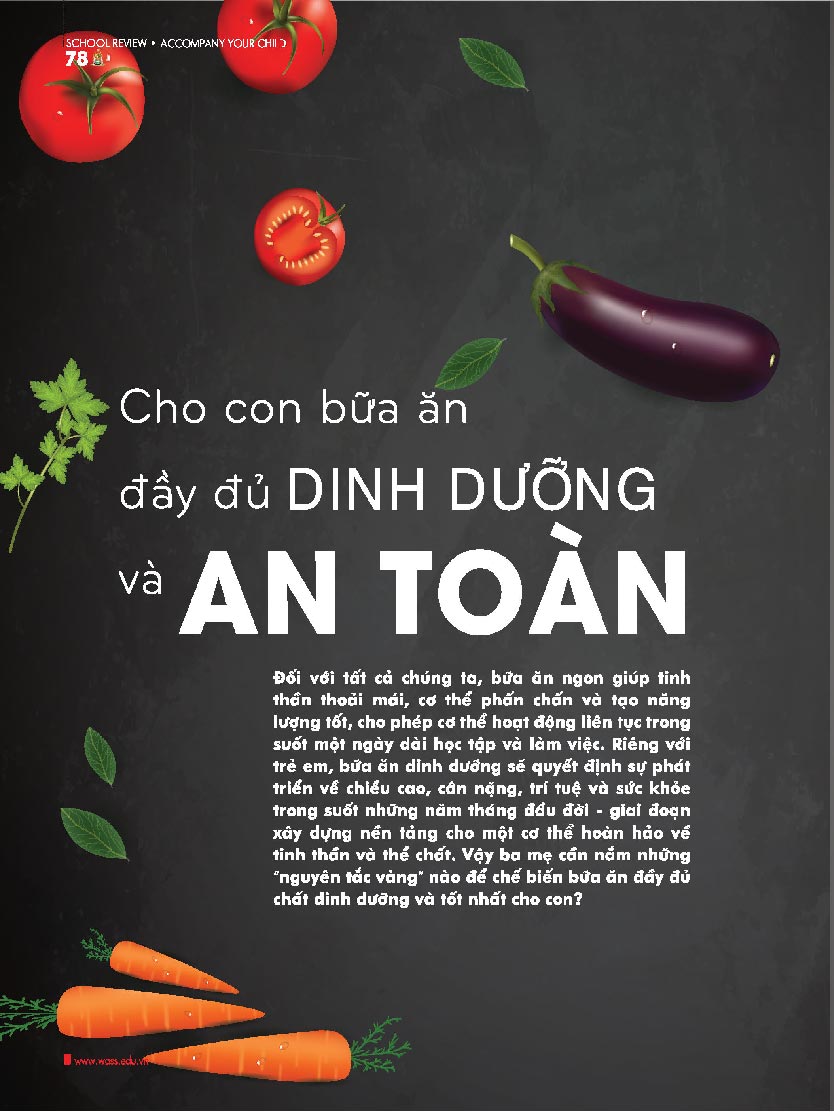 SCHOOL REVIEW • ACCOMPANY YOUR CHILD
78
Cho con bữa ăn
đầy đủ DINH DƯỠNG
và AN TOÀN
Đối với tất cả chúng ta, bữa ăn ngon giúp tinh
thần thoải mái, cơ thể phấn chấn và tạo năng
lượng tốt, cho phép cơ thể hoạt động liên tục trong
suốt một ngày dài học tập và làm việc. Riêng với
trẻ em, bữa ăn dinh dưỡng sẽ quyết định sự phát
triển về chiều cao, cân nặng, trí tuệ và sức khỏe
trong suốt những năm tháng đầu đời - giai đoạn
xây dựng nền tảng cho một cơ thể hoàn hảo về
tinh thần và thể chất. Vậy ba mẹ cần nắm những
"nguyên tắc vàng" nào để chế biến bữa ăn đầy đủ
chất dinh dưỡng và tốt nhất cho con?
www.wass.edu.vn